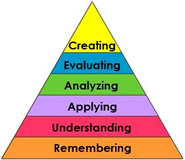 Creating
Evaluating
Analyzing
Applying
Understanding
Remembering